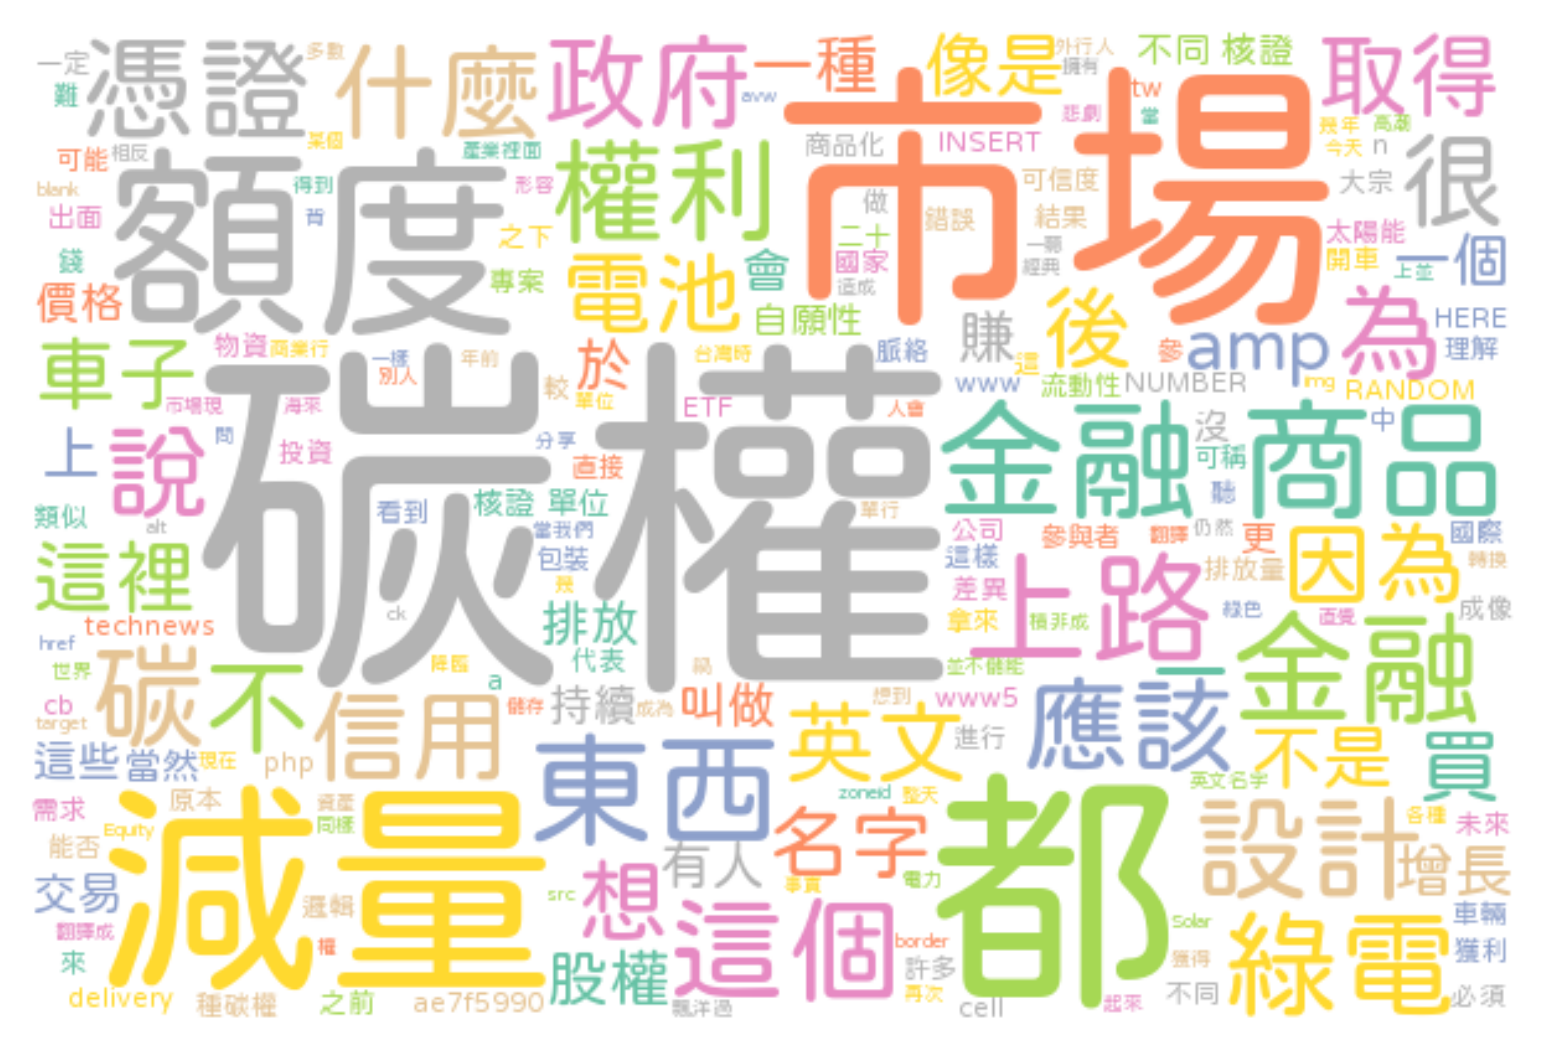 一定
多數
外行人
憑證
什麼
政府
一種
像是
擁有
不同
核證
取得
難
avw
tw
悲劇
當
幾年
高潮
某個
產業裡面
市場
商品化
INSERT
今天
n
很
可能
相反
額度
權利
blank
得到
形容
可信度
大宗
做
出面
背
之下
二十
錯誤
結果
太陽能
一個
錢
專案
電池
會
國家
經典
開車
上並
造成
價格
自願性
賺
後
為
HERE
車子
物資
商業行
一樣
年前
於
台灣時
脈絡
這
參
amp
理解
別人
較
單位
www
流動性
NUMBER
img
RANDOM
市場現
海來
碳權
ETF
人會
金融商品
中
上
說
問
投資
分享
直接
沒
可稱
聽
類似
alt
看到
核證
單位
單行
當我們
公司
參與者
翻譯
仍然
更
因為
國際
這裡
包裝
這樣
排放量
轉換
幾
差異
上路
technews
ck
排放
拿來
積非成
綠色
直覺
成像
href
世界
碳
不
降臨
代表
並不儲能
一
金融
a
cb
target
信用
儲存
持續
成為
叫做
想到
www5
應該
這些
當然
現在
php
東西
英文
進行
不是
買
需求
原本
資產
zoneid
整天
英文名字
減量
Equity
同樣
名字
都
設計
各種
未來
能否
有人
增長
交易
邏輯
src
想
事實
電力
翻譯成
權
股權
這個
border
Solar
綠電
車輛
來
許多
獲得
獲利
delivery
種碳權
之前
ae7f5990
飄洋過
再次
cell
起來
不同
必須